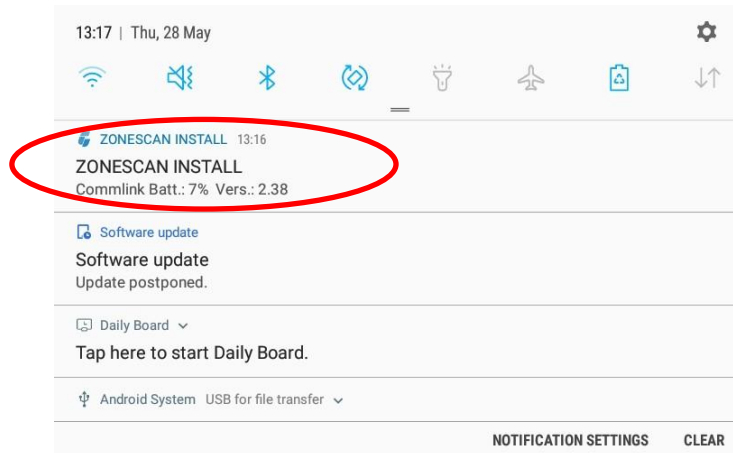 13:17 | Thu, 28 May
ZONESCAN INSTALL 13:16
ZONESCAN INSTALL
Commlink Batt.: 7% Vers.: 2.38
Software update
Software update
Update postponed.
Daily Board
Tap here to start Daily Board.
Android System USB for file transfer
NOTIFICATION SETTINGS CLEAR